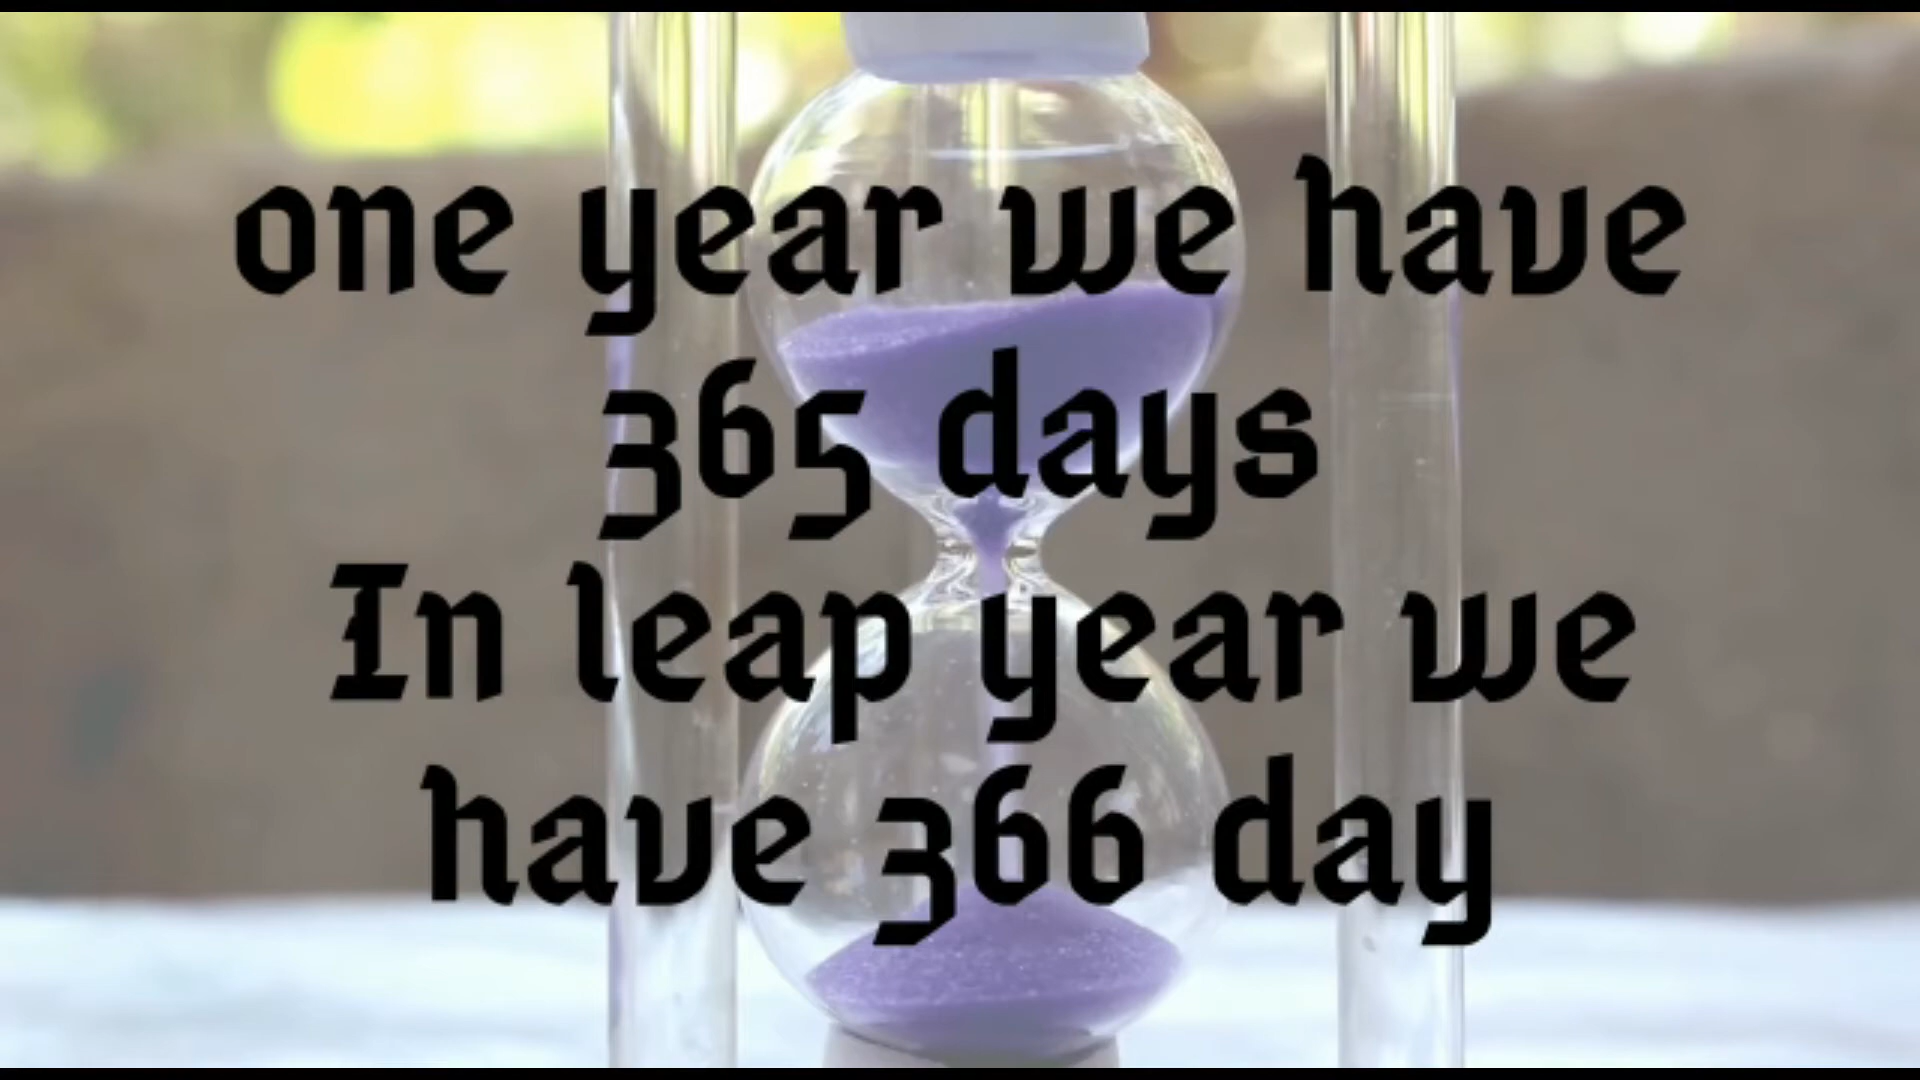 one year we have
365 days
In leap year we
have 366 day